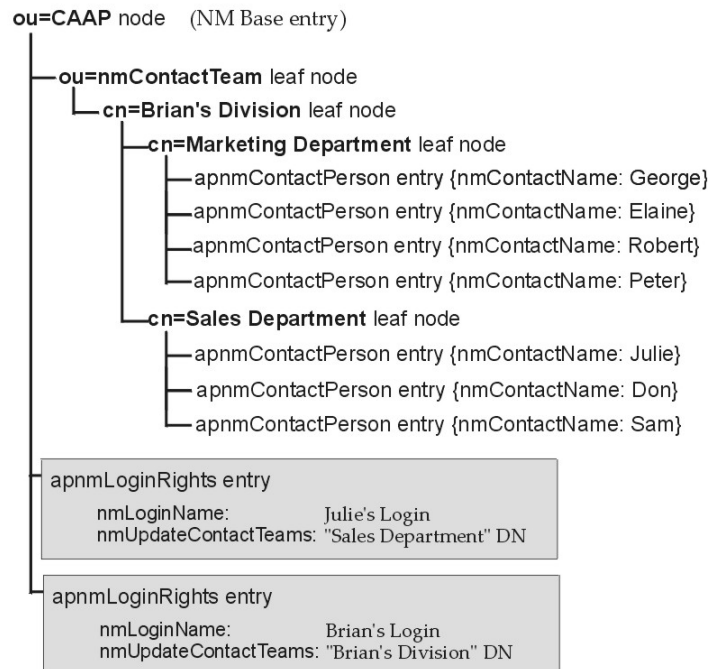 ou=CAAP node (NM Base entry)
ou=nmContactTeam leaf node
cn=Brian's Division leaf node
cn=Marketing Department leaf node
apnmContactPerson entry {nmContactName: George}
apnmContactPerson entry {nmContactName: Elaine}
apnmContactPerson entry {nmContactName: Robert}
apnmContactPerson entry {nmContactName: Peter}
cn=Sales Department leaf node
apnmContactPerson entry {nmContactName: Julie}
apnmContactPerson entry {nmContactName: Don}
apnmContactPerson entry {nmContactName: Sam}
apnmLoginRights entry
nmLoginName: Julie's Login
nmUpdateContactTeams: "Sales Department" DN
apnmLoginRights entry
nmLoginName: Brian's Login
nmUpdateContactTeams: "Brian's Division" DN